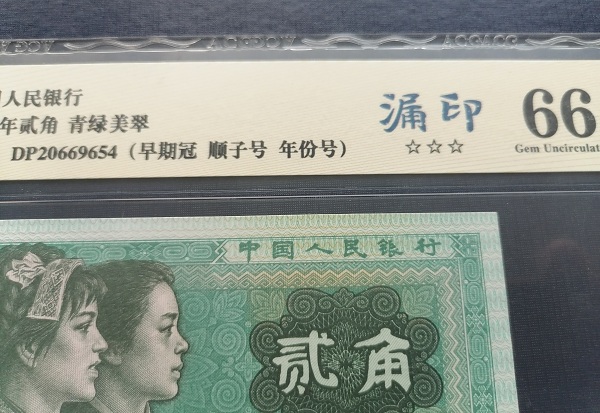 人民银行
年贰角 青绿美翠
DP20669654 (早期冠 顺子号 年份号)
漏印
☆☆☆
66
Gem Uncirculat
中国人民银行
贰角